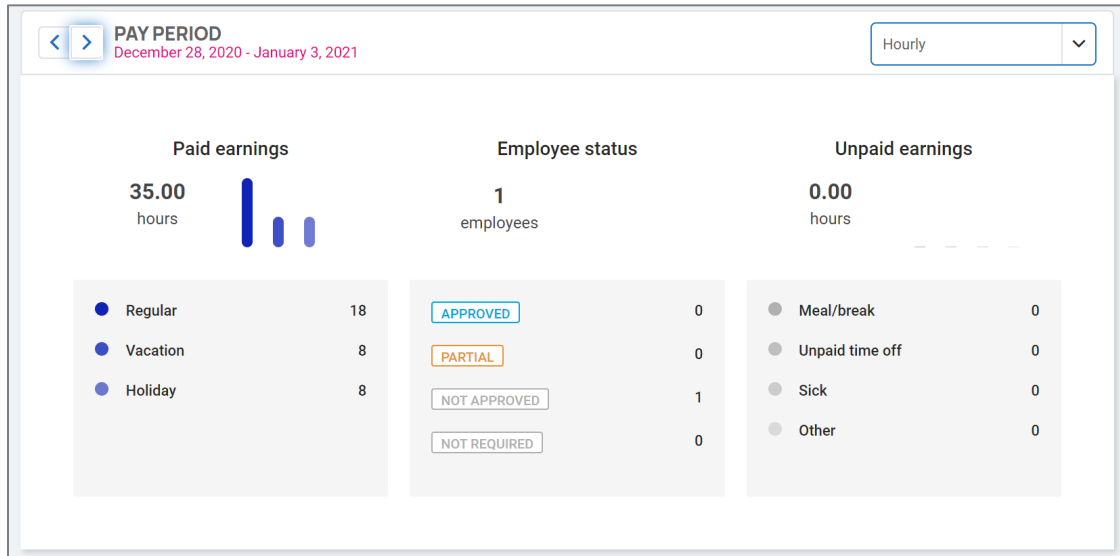 PAY PERIOD
December 28, 2020 - January 3, 2021
Hourly
Paid earnings
35.00
hours
Regular 18
Vacation 8
Holiday 8
Employee status
1
employees
APPROVED 0
PARTIAL 0
NOT APPROVED 1
NOT REQUIRED 0
Unpaid earnings
0.00
hours
Meal/break 0
Unpaid time off 0
Sick 0
Other 0